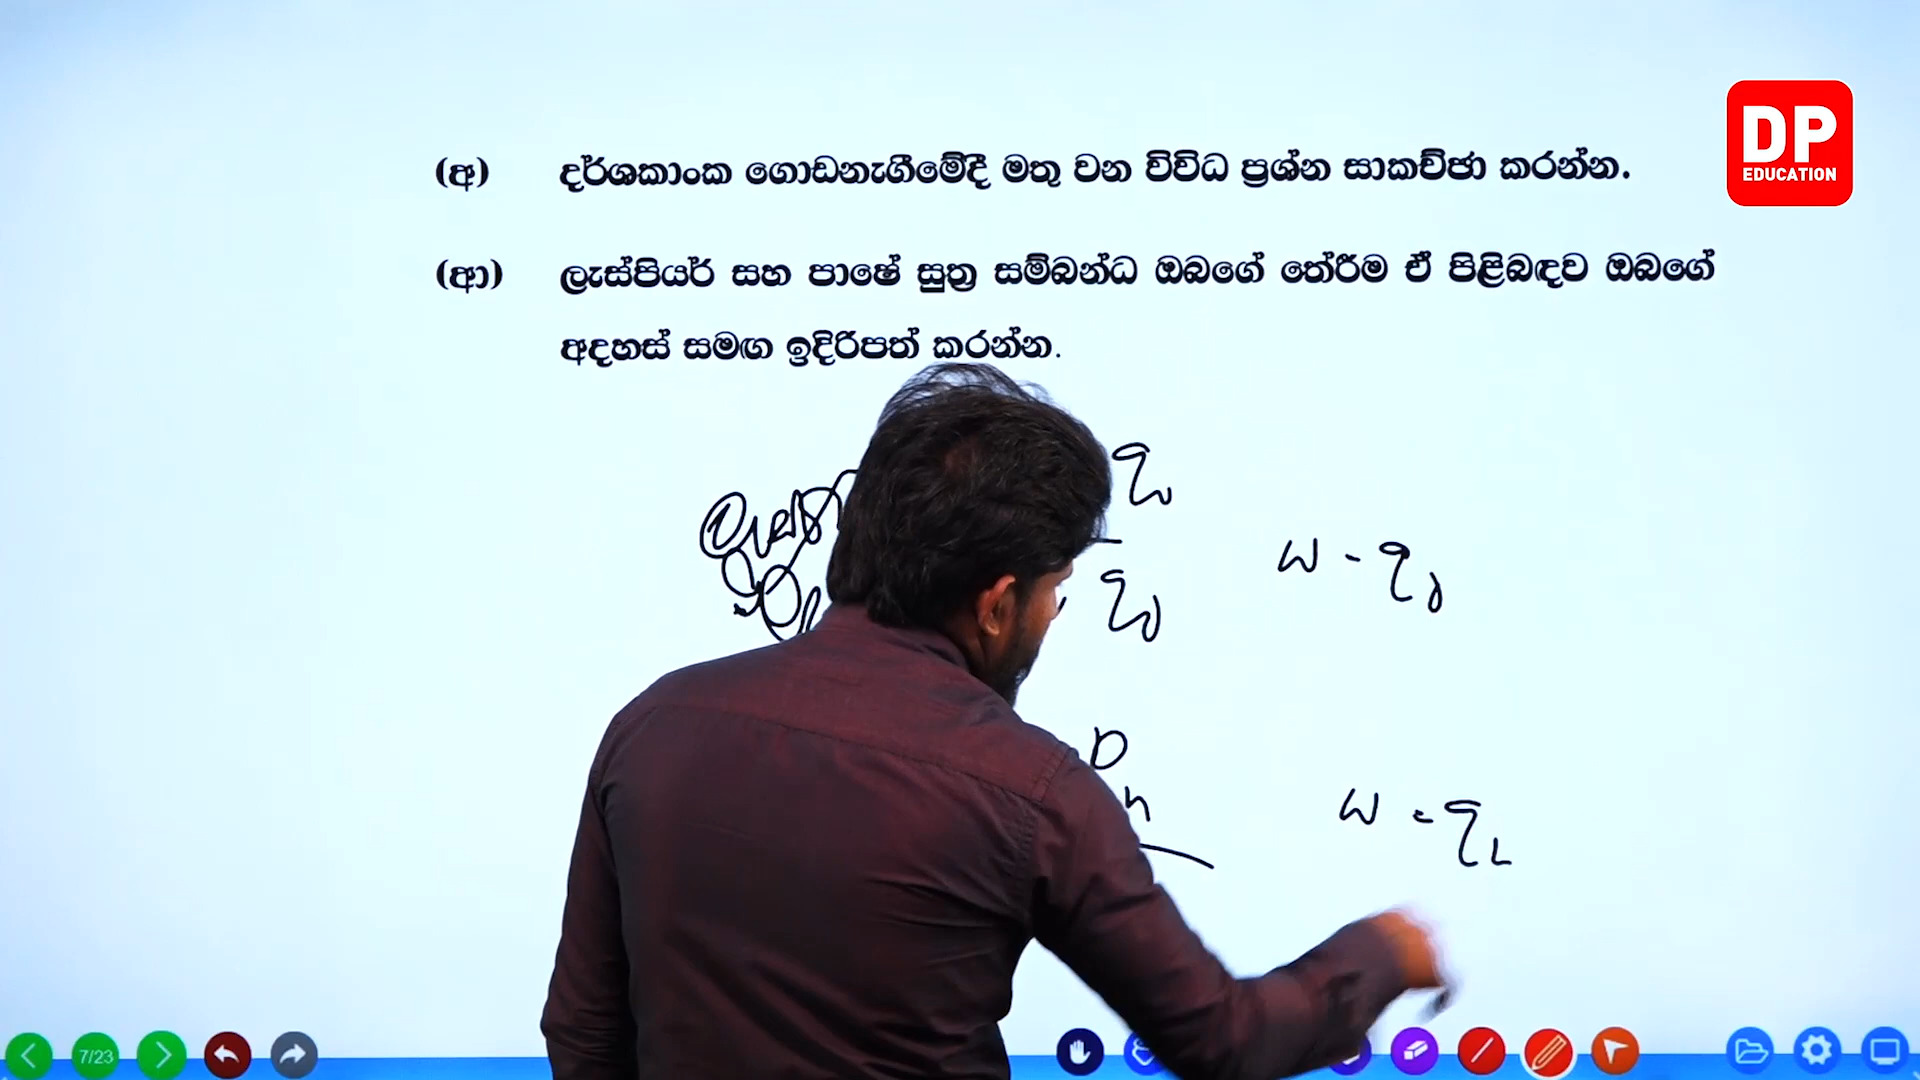 DP
EDUCATION
(අ) දර්ශකාංක ගොඩනැගීමේදී මතු වන විවිධ ප්‍රශ්න සාකච්ඡා කරන්න.
(ආ) ලැස්පියර් සහ පාෂේ සුත්‍ර සම්බන්ධ ඔබගේ තේරීම ඒ පිළිබඳව ඔබගේ
අදහස් සමඟ ඉදිරිපත් කරන්න.
7/23